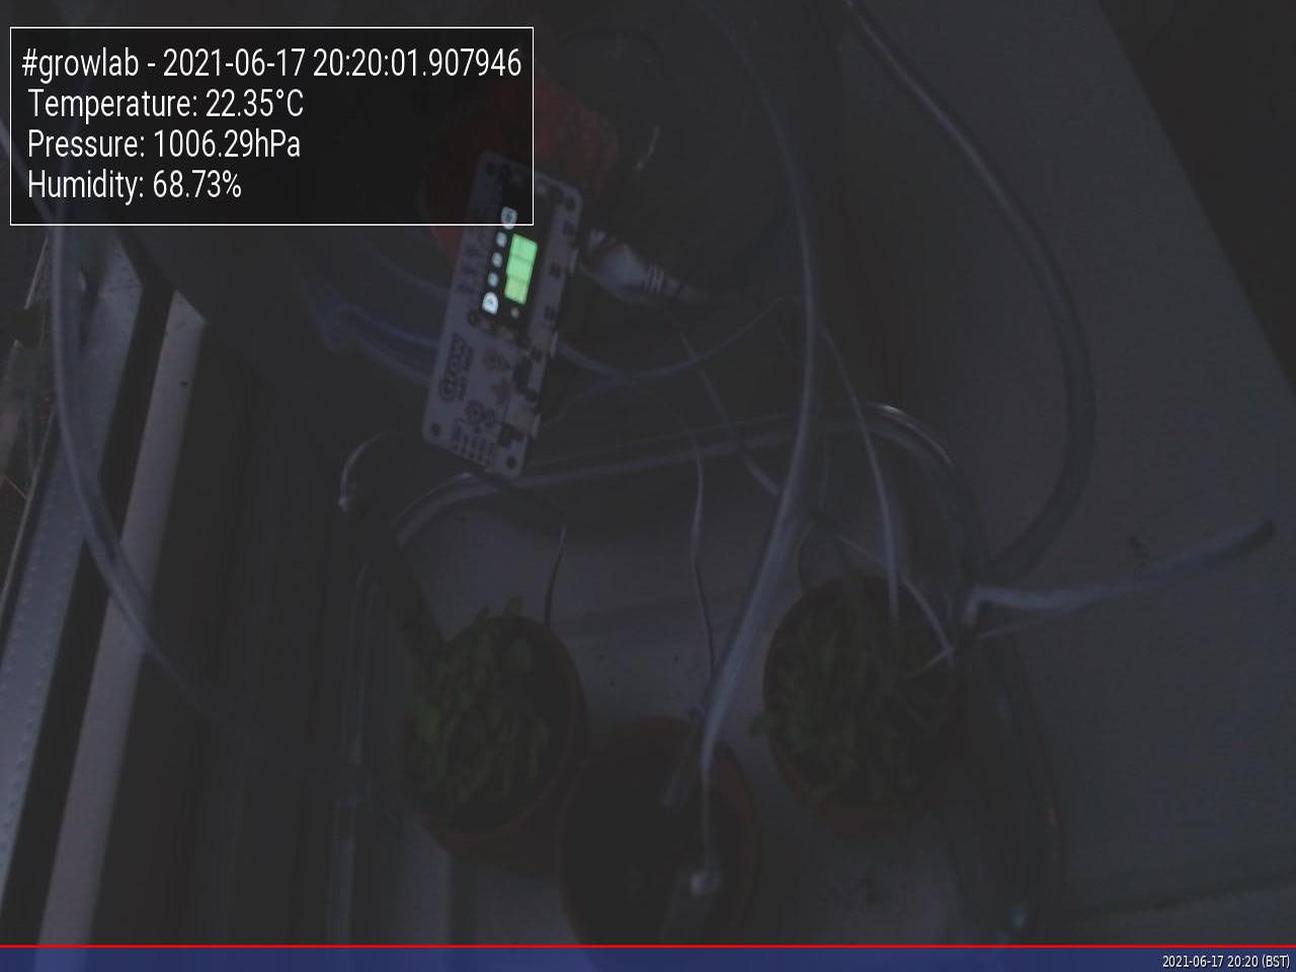 #growlab - 2021-06-17 20:20:01.907946
Temperature: 22.35°C
Pressure: 1006.29hPa
Humidity: 68.73%
GROW
2021-06-17 20:20 (BST)